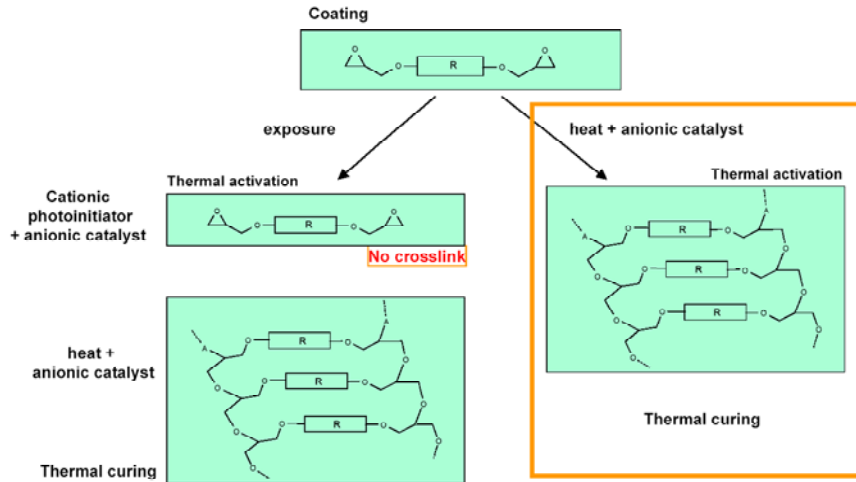 Coating
O
O
O
R
O
exposure
heat + anionic catalyst
Thermal activation
Thermal activation
Cationic
photoinitiator
+ anionic catalyst
O
O
R
O
O
No crosslink
A
A
O
R
O
O
O
R
O
O
O
R
O
O
O
heat +
anionic catalyst
A
A
O
R
O
O
O
R
O
O
O
R
O
O
O
Thermal curing
Thermal curing